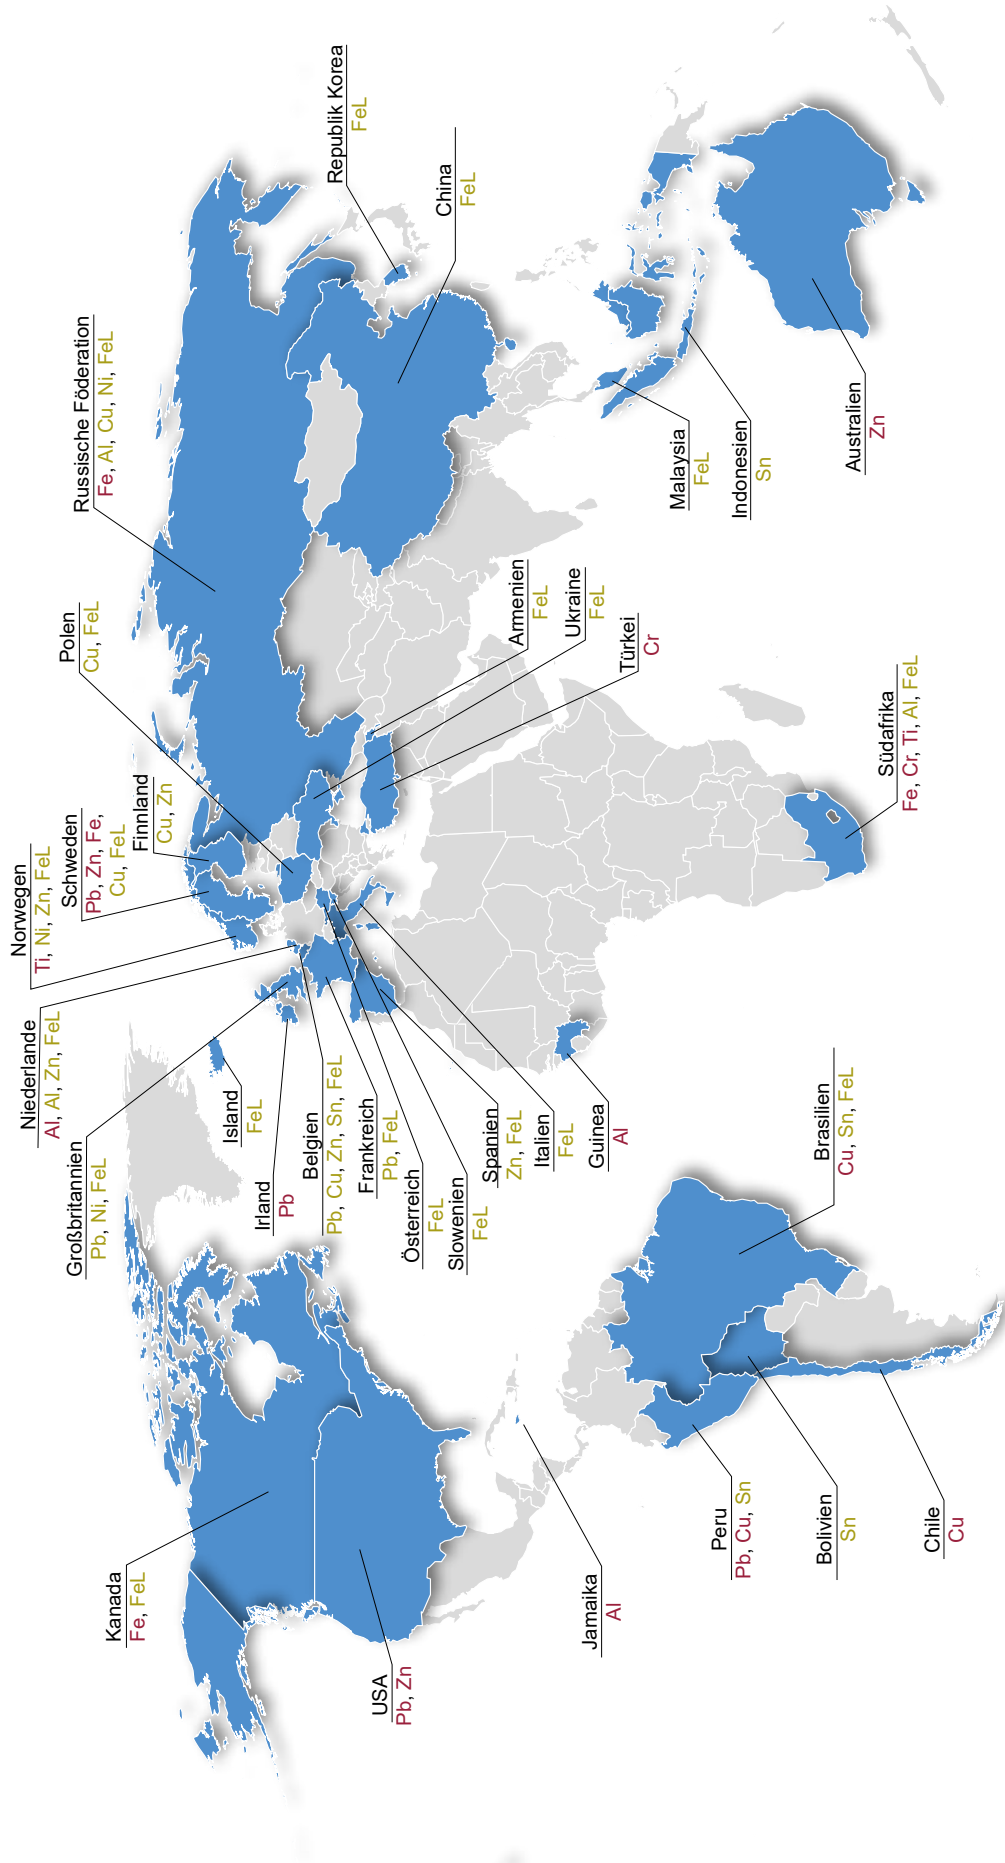 Kanada
Fe, FeL
USA
Pb, Zn
Jamaika
Al
Peru
Pb, Cu, Sn
Bolivien
Sn
Chile
Cu
Brasilien
Cu, Sn, FeL
Großbritannien
Pb, Ni, FeL
Niederlande
Al, Al, Zn, FeL
Norwegen
Ti, Ni, Zn, FeL
Schweden
Pb, Zn, Fe,
Cu, FeL
Finnland
Cu, Zn
Polen
Cu, FeL
Russische Föderation
Fe, Al, Cu, Ni, FeL
Island
FeL
Irland
Pb
Belgien
Pb, Cu, Zn, Sn, FeL
Frankreich
Pb, FeL
Österreich
FeL
Slowenien
FeL
Spanien
Zn, FeL
Italien
FeL
Guinea
Al
Armenien
FeL
Ukraine
FeL
Türkei
Cr
Südafrika
Fe, Cr, Ti, Al, FeL
Republik Korea
FeL
China
FeL
Malaysia
FeL
Indonesien
Sn
Australien
Zn